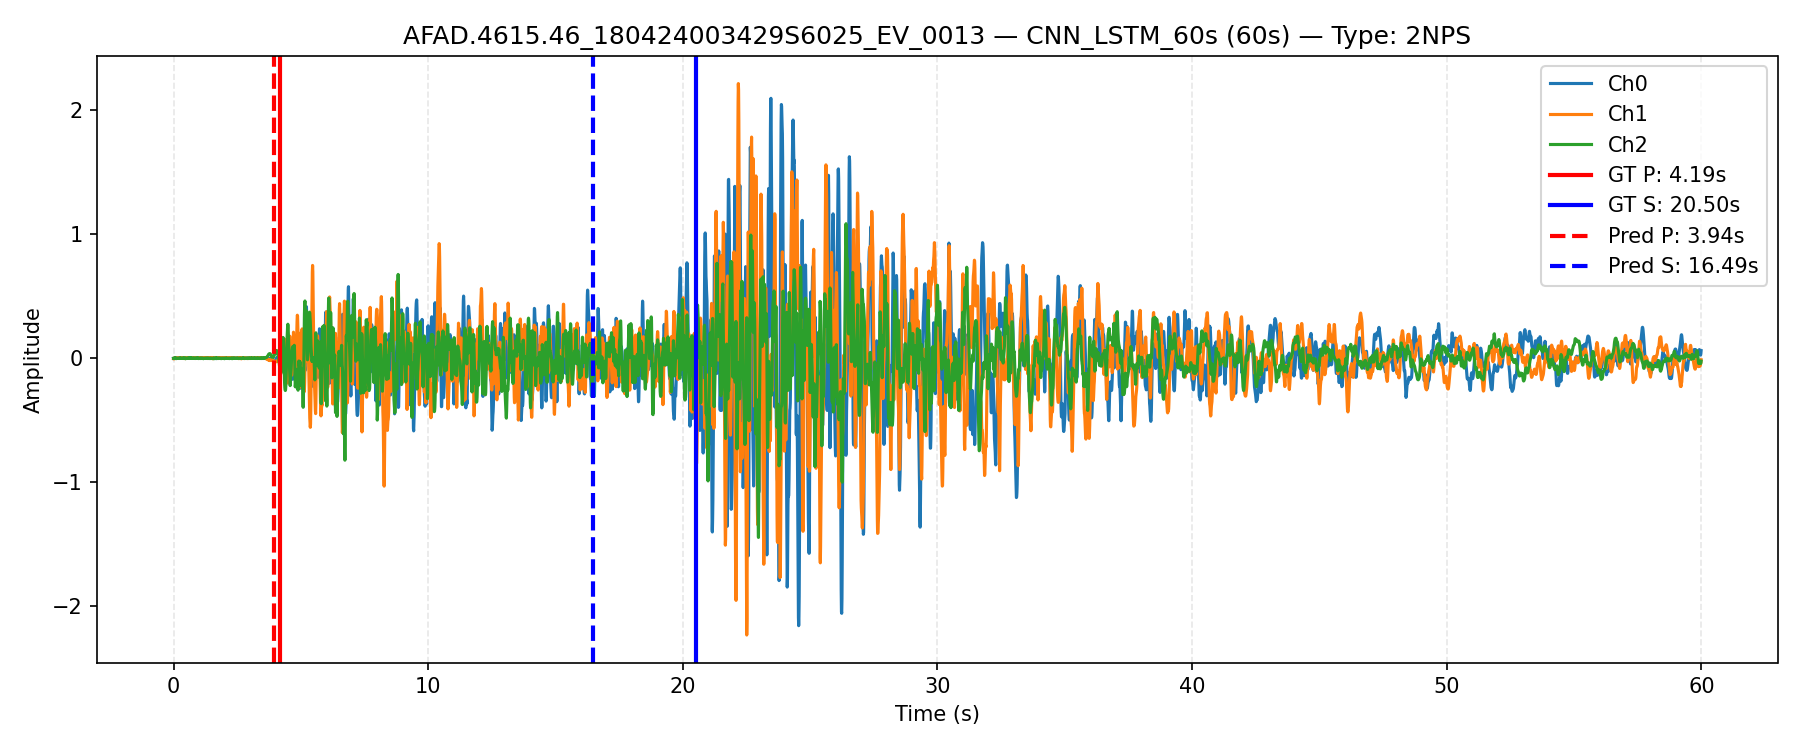 AFAD.4615.46_180424003429S6025_EV_0013 — CNN_LSTM_60s (60s) — Type: 2NPS
Ch0
Ch1
Ch2
GT P: 4.19s
GT S: 20.50s
Pred P: 3.94s
Pred S: 16.49s
Amplitude
2
1
0
−1
−2
0
10
20
30
40
50
60
Time (s)